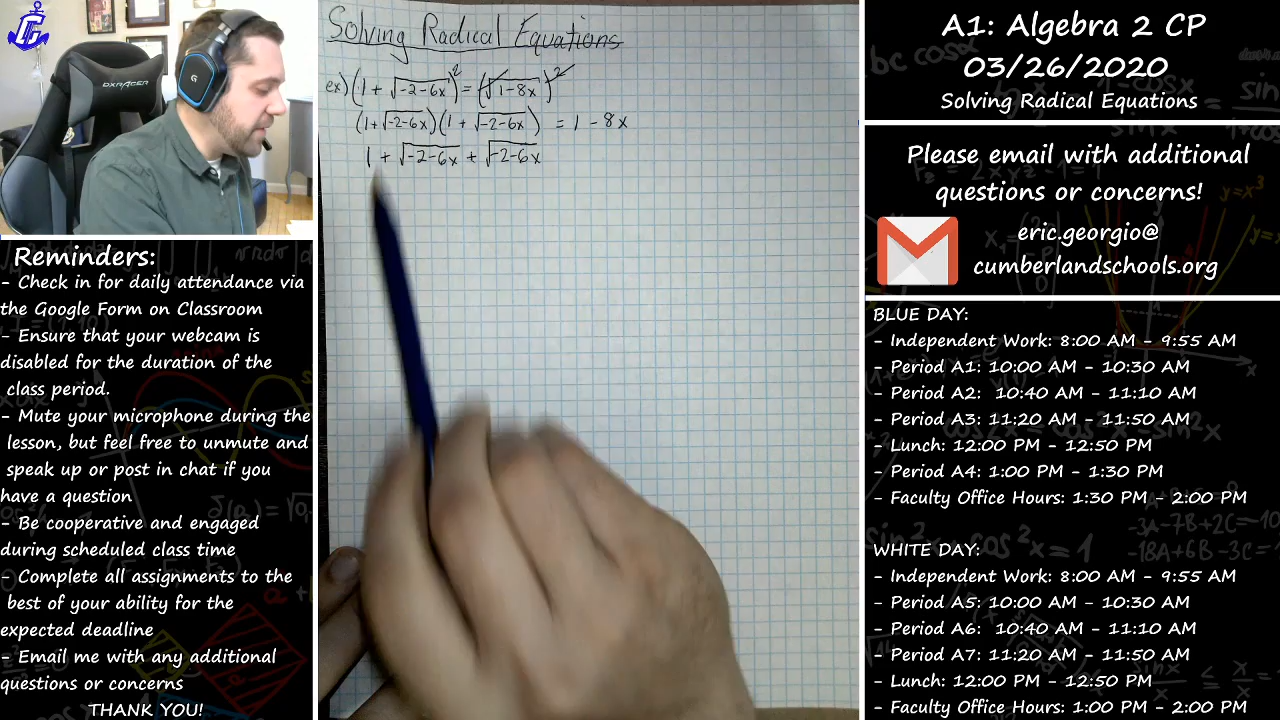 Solving Radical Equations
ex) (1 + √-2-6x)² = (√1-8x)²
(1+√-2-6x)(1 + √-2-6x) = 1 - 8x
1 + √-2-6x + √-2-6x
DXRACER
G
Reminders:
- Check in for daily attendance via
the Google Form on Classroom
- Ensure that your webcam is
disabled for the duration of the
class period.
- Mute your microphone during the
lesson, but feel free to unmute and
speak up or post in chat if you
have a question
- Be cooperative and engaged
during scheduled class time
- Complete all assignments to the
best of your ability for the
expected deadline
- Email me with any additional
questions or concerns
THANK YOU!
A1: Algebra 2 CP
03/26/2020
Solving Radical Equations
Please email with additional
questions or concerns!
eric.georgio@
cumberlandschools.org
BLUE DAY:
- Independent Work: 8:00 AM - 9:55 AM
- Period A1: 10:00 AM - 10:30 AM
- Period A2: 10:40 AM - 11:10 AM
- Period A3: 11:20 AM - 11:50 AM
- Lunch: 12:00 PM - 12:50 PM
- Period A4: 1:00 PM - 1:30 PM
- Faculty Office Hours: 1:30 PM - 2:00 PM
WHITE DAY:
- Independent Work: 8:00 AM - 9:55 AM
- Period A5: 10:00 AM - 10:30 AM
- Period A6: 10:40 AM - 11:10 AM
- Period A7: 11:20 AM - 11:50 AM
- Lunch: 12:00 PM - 12:50 PM
- Faculty Office Hours: 1:00 PM - 2:00 PM